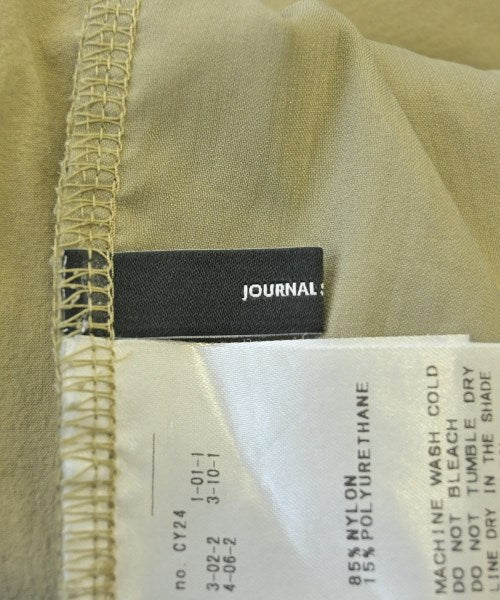 JOURNAL S
no. CY24 1-01-1
3-02-2 3-10-1
4-06-2
85% NYLON
15% POLYURETHANE
MACHINE WASH COLD
DO NOT BLEACH
DO NOT TUMBLE DRY
LINE DRY IN THE SHADE